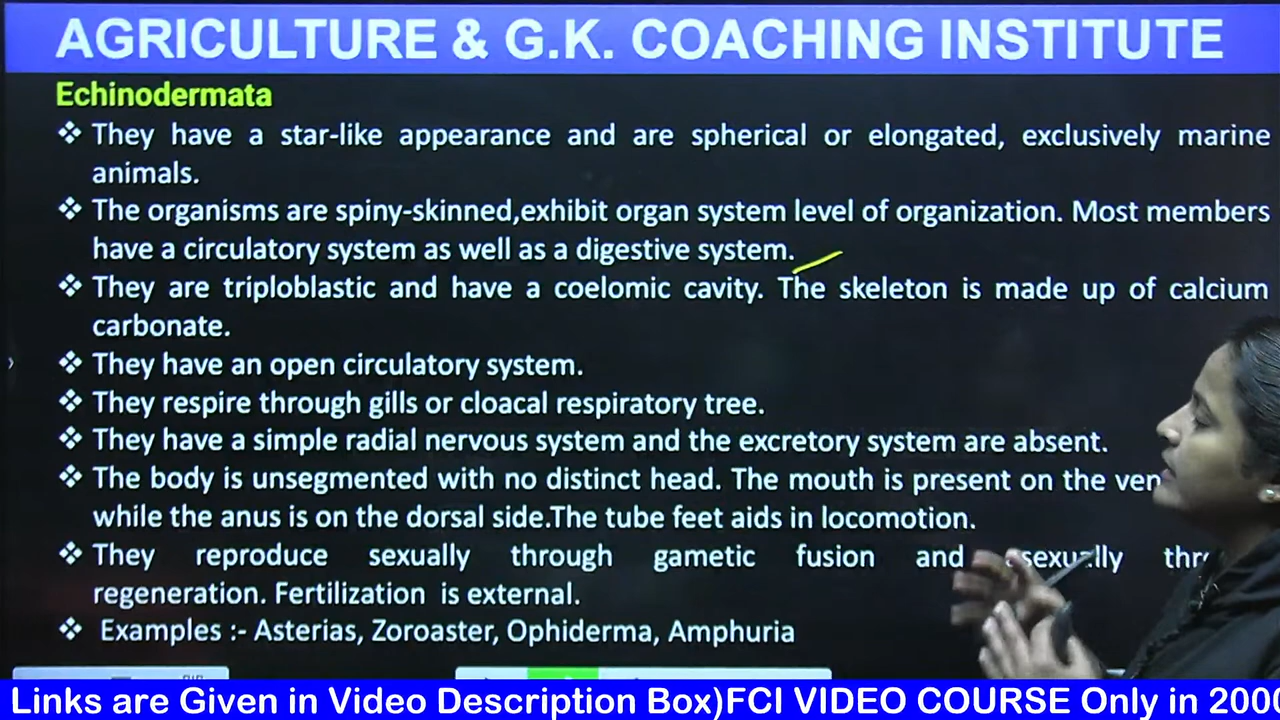 AGRICULTURE & G.K. COACHING INSTITUTE
Echinodermata
❖ They have a star-like appearance and are spherical or elongated, exclusively marine
animals.
❖ The organisms are spiny-skinned,exhibit organ system level of organization. Most members
have a circulatory system as well as a digestive system.
❖ They are triploblastic and have a coelomic cavity. The skeleton is made up of calcium
carbonate.
❖ They have an open circulatory system.
❖ They respire through gills or cloacal respiratory tree.
❖ They have a simple radial nervous system and the excretory system are absent.
❖ The body is unsegmented with no distinct head. The mouth is present on the
while the anus is on the dorsal side.The tube feet aids in locomotion.
❖ They reproduce sexually through gametic fusion and
regeneration. Fertilization is external.
❖ Examples :- Asterias, Zoroaster, Ophiderma, Amphuria
Links are Given in Video Description Box)FCI VIDEO COURSE Only in